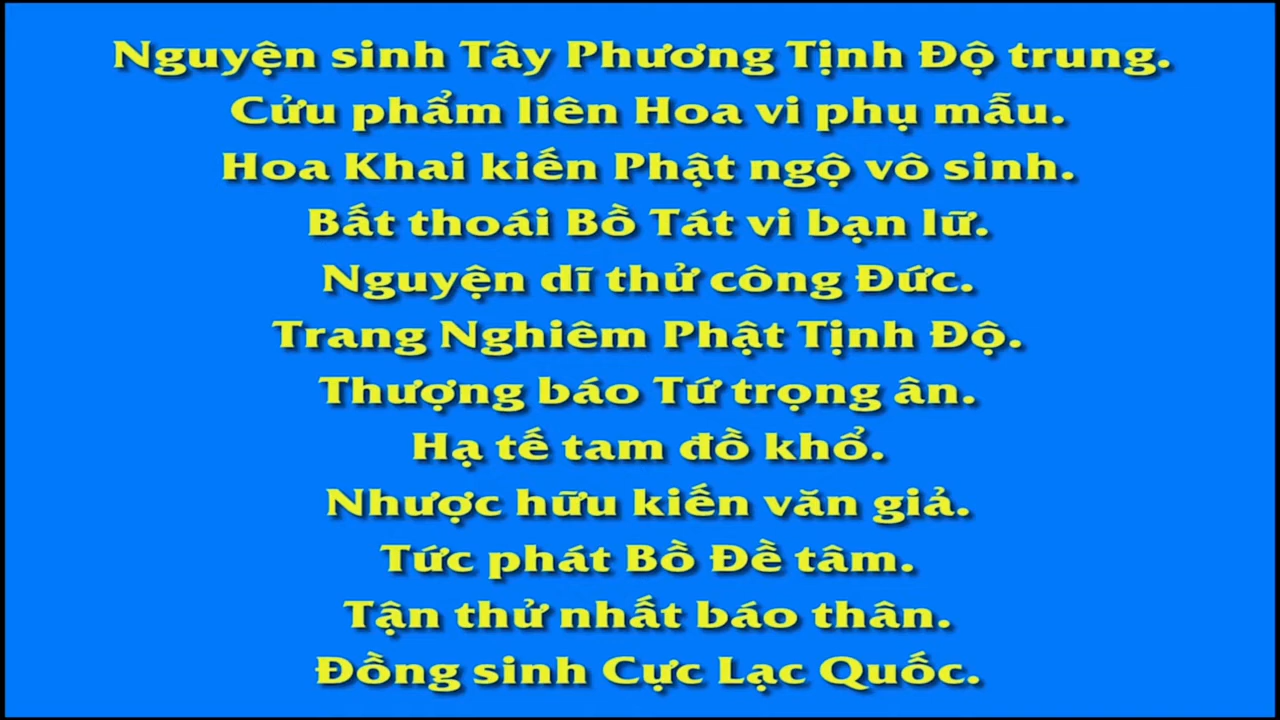 Nguyện sinh Tây Phương Tịnh Độ trung.
Cửu phẩm liên Hoa vi phụ mẫu.
Hoa Khai kiến Phật ngộ vô sinh.
Bất thoái Bồ Tát vi bạn lữ.
Nguyện dĩ thử công Đức.
Trang Nghiêm Phật Tịnh Độ.
Thượng báo Tứ trọng ân.
Hạ tế tam đồ khổ.
Nhược hữu kiến văn giả.
Tức phát Bồ Đề tâm.
Tận thử nhất báo thân.
Đồng sinh Cực Lạc Quốc.